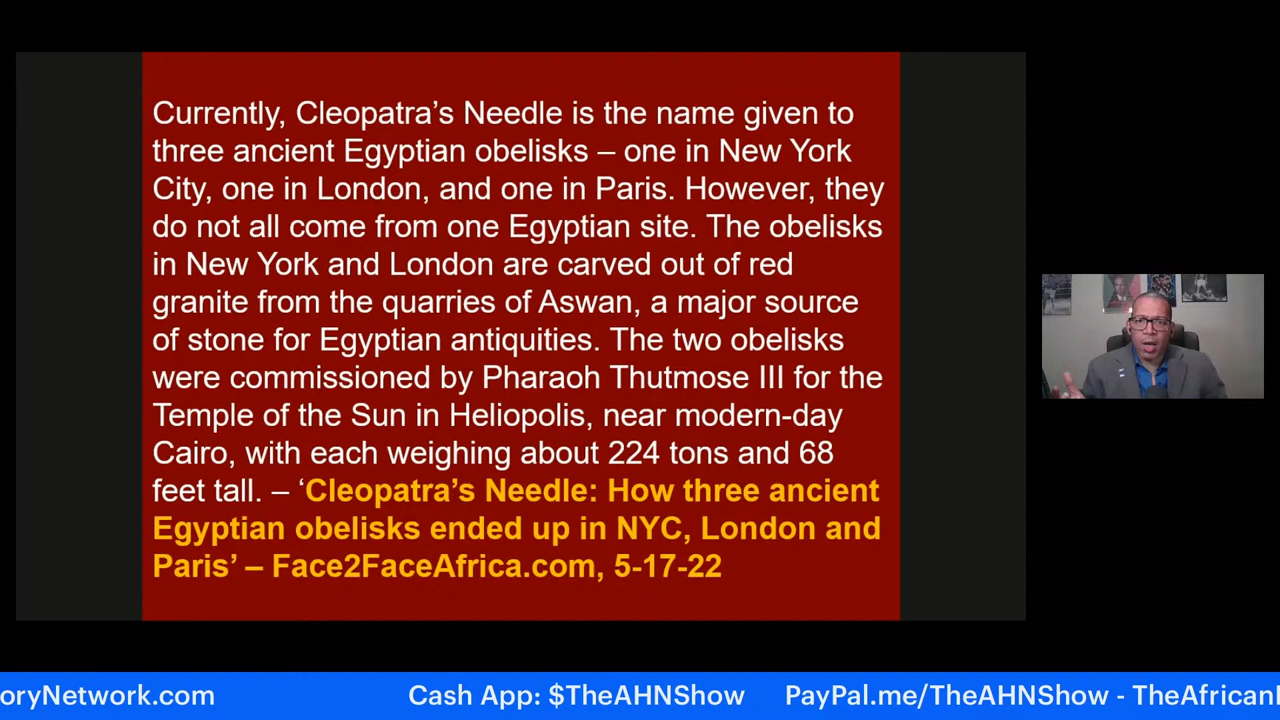 Currently, Cleopatra’s Needle is the name given to
three ancient Egyptian obelisks – one in New York
City, one in London, and one in Paris. However, they
do not all come from one Egyptian site. The obelisks
in New York and London are carved out of red
granite from the quarries of Aswan, a major source
of stone for Egyptian antiquities. The two obelisks
were commissioned by Pharaoh Thutmose III for the
Temple of the Sun in Heliopolis, near modern-day
Cairo, with each weighing about 224 tons and 68
feet tall. – ‘Cleopatra’s Needle: How three ancient
Egyptian obelisks ended up in NYC, London and
Paris’ – Face2FaceAfrica.com, 5-17-22
oryNetwork.com Cash App: $TheAHNShow PayPal.me/TheAHNShow - TheAfrican